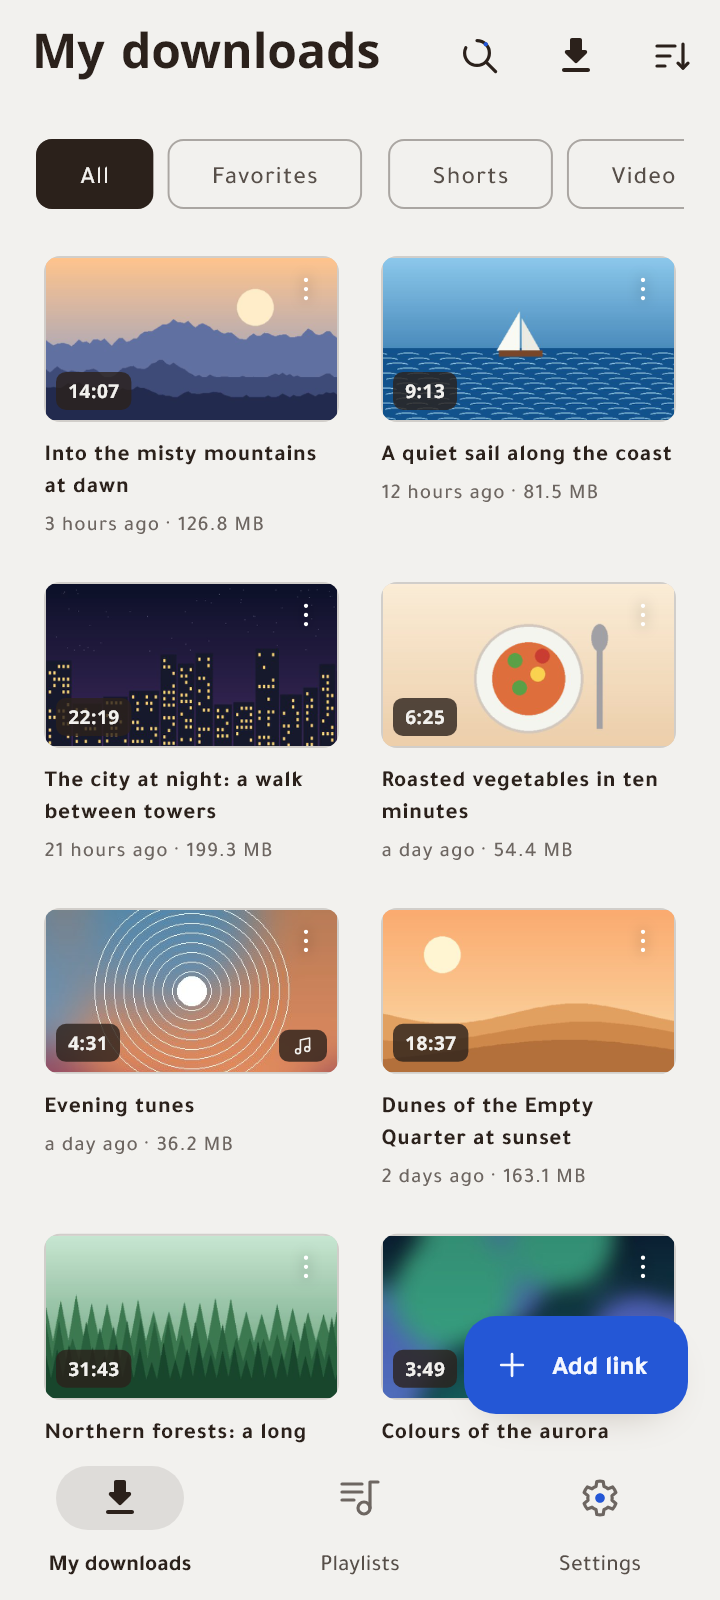 My downloads
All
Favorites
Shorts
Video
14:07
9:13
Into the misty mountains
at dawn
3 hours ago · 126.8 MB
A quiet sail along the coast
12 hours ago · 81.5 MB
22:19
6:25
The city at night: a walk
between towers
21 hours ago · 199.3 MB
Roasted vegetables in ten
minutes
a day ago · 54.4 MB
4:31
18:37
Evening tunes
a day ago · 36.2 MB
Dunes of the Empty
Quarter at sunset
2 days ago · 163.1 MB
31:43
3:49
Add link
Northern forests: a long
Colours of the aurora
My downloads
Playlists
Settings